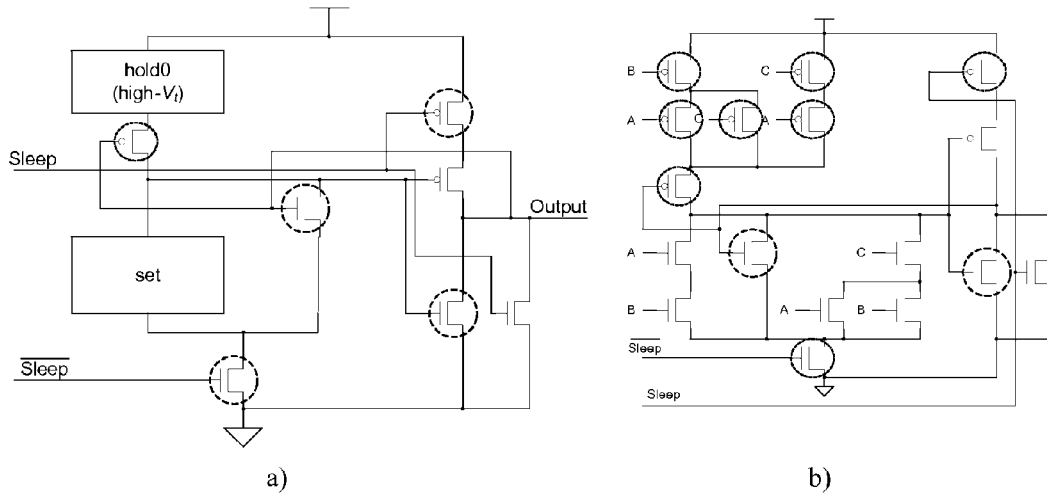 hold0
(high-Vt)
Sleep
set
Output
Sleep
a)
B
C
A
C
A
A
C
B
A
B
Sleep
Sleep
b)